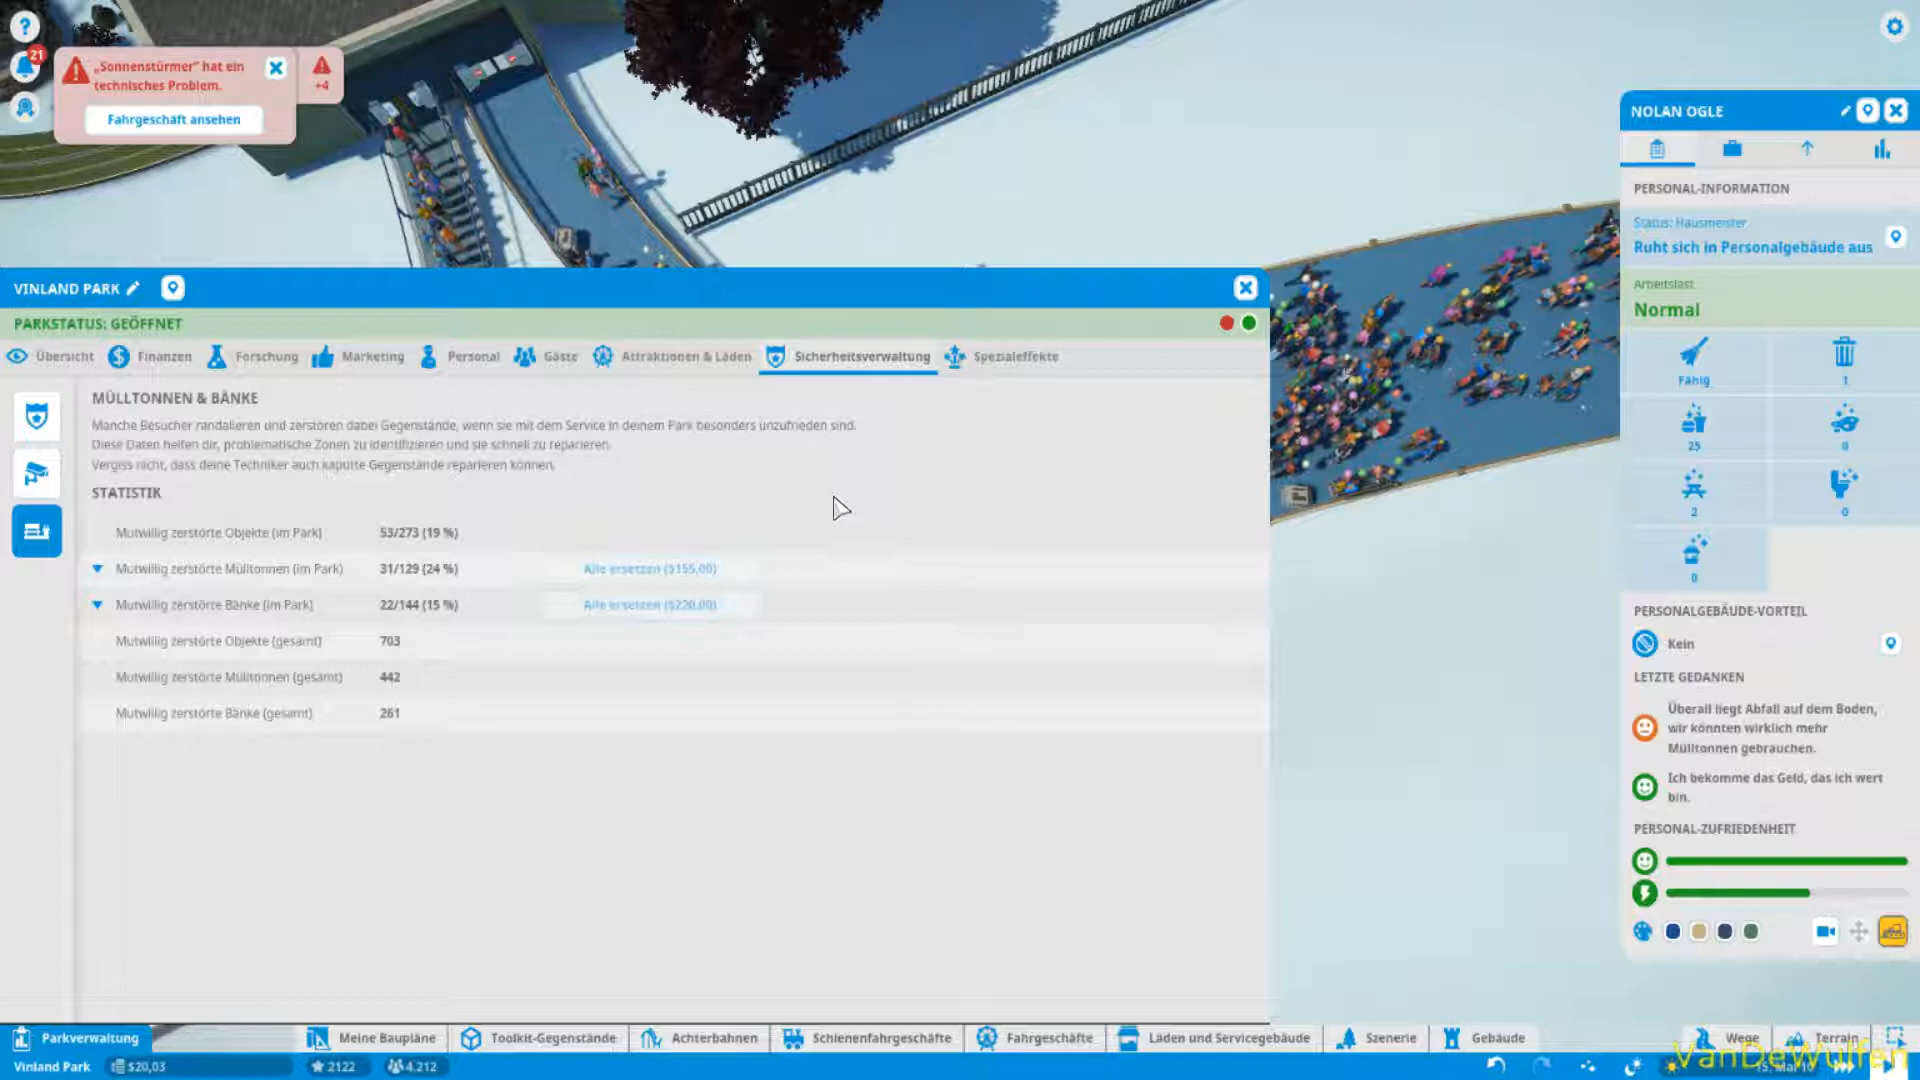 ?
21
„Sonnenstürmer" hat ein
technisches Problem.
+4
Fahrgeschäft ansehen
NOLAN OGLE
PERSONAL-INFORMATION
Status: Hausmeister
Ruht sich in Personalgebäude aus
Arbeitslast
Normal
Fähig
1
25
0
2
0
0
PERSONALGEBÄUDE-VORTEIL
Kein
LETZTE GEDANKEN
Überall liegt Abfall auf dem Boden,
wir könnten wirklich mehr
Mülltonnen gebrauchen.
Ich bekomme das Geld, das ich wert
bin.
PERSONAL-ZUFRIEDENHEIT
VINLAND PARK
PARKSTATUS: GEÖFFNET
Übersicht
Finanzen
Forschung
Marketing
Personal
Gäste
Attraktionen & Läden
Sicherheitsverwaltung
Spezialeffekte
MÜLLTONNEN & BÄNKE
Manche Besucher randalieren und zerstören dabei Gegenstände, wenn sie mit dem Service in deinem Park besonders unzufrieden sind.
Diese Daten helfen dir, problematische Zonen zu identifizieren und sie schnell zu reparieren.
Vergiss nicht, dass deine Techniker auch kaputte Gegenstände reparieren können.
STATISTIK
Mutwillig zerstörte Objekte (im Park) 53/273 (19 %)
Mutwillig zerstörte Mülltonnen (im Park) 31/129 (24 %) Alle ersetzen ($155,00)
Mutwillig zerstörte Bänke (im Park) 22/144 (15 %) Alle ersetzen ($220,00)
Mutwillig zerstörte Objekte (gesamt) 703
Mutwillig zerstörte Mülltonnen (gesamt) 442
Mutwillig zerstörte Bänke (gesamt) 261
Parkverwaltung
Meine Baupläne
Toolkit-Gegenstände
Achterbahnen
Schienenfahrgeschäfte
Fahrgeschäfte
Läden und Servicegebäude
Szenerie
Gebäude
Wege
Terrain
Vinland Park
$20,03
2122
4.212
VanDeWulfen